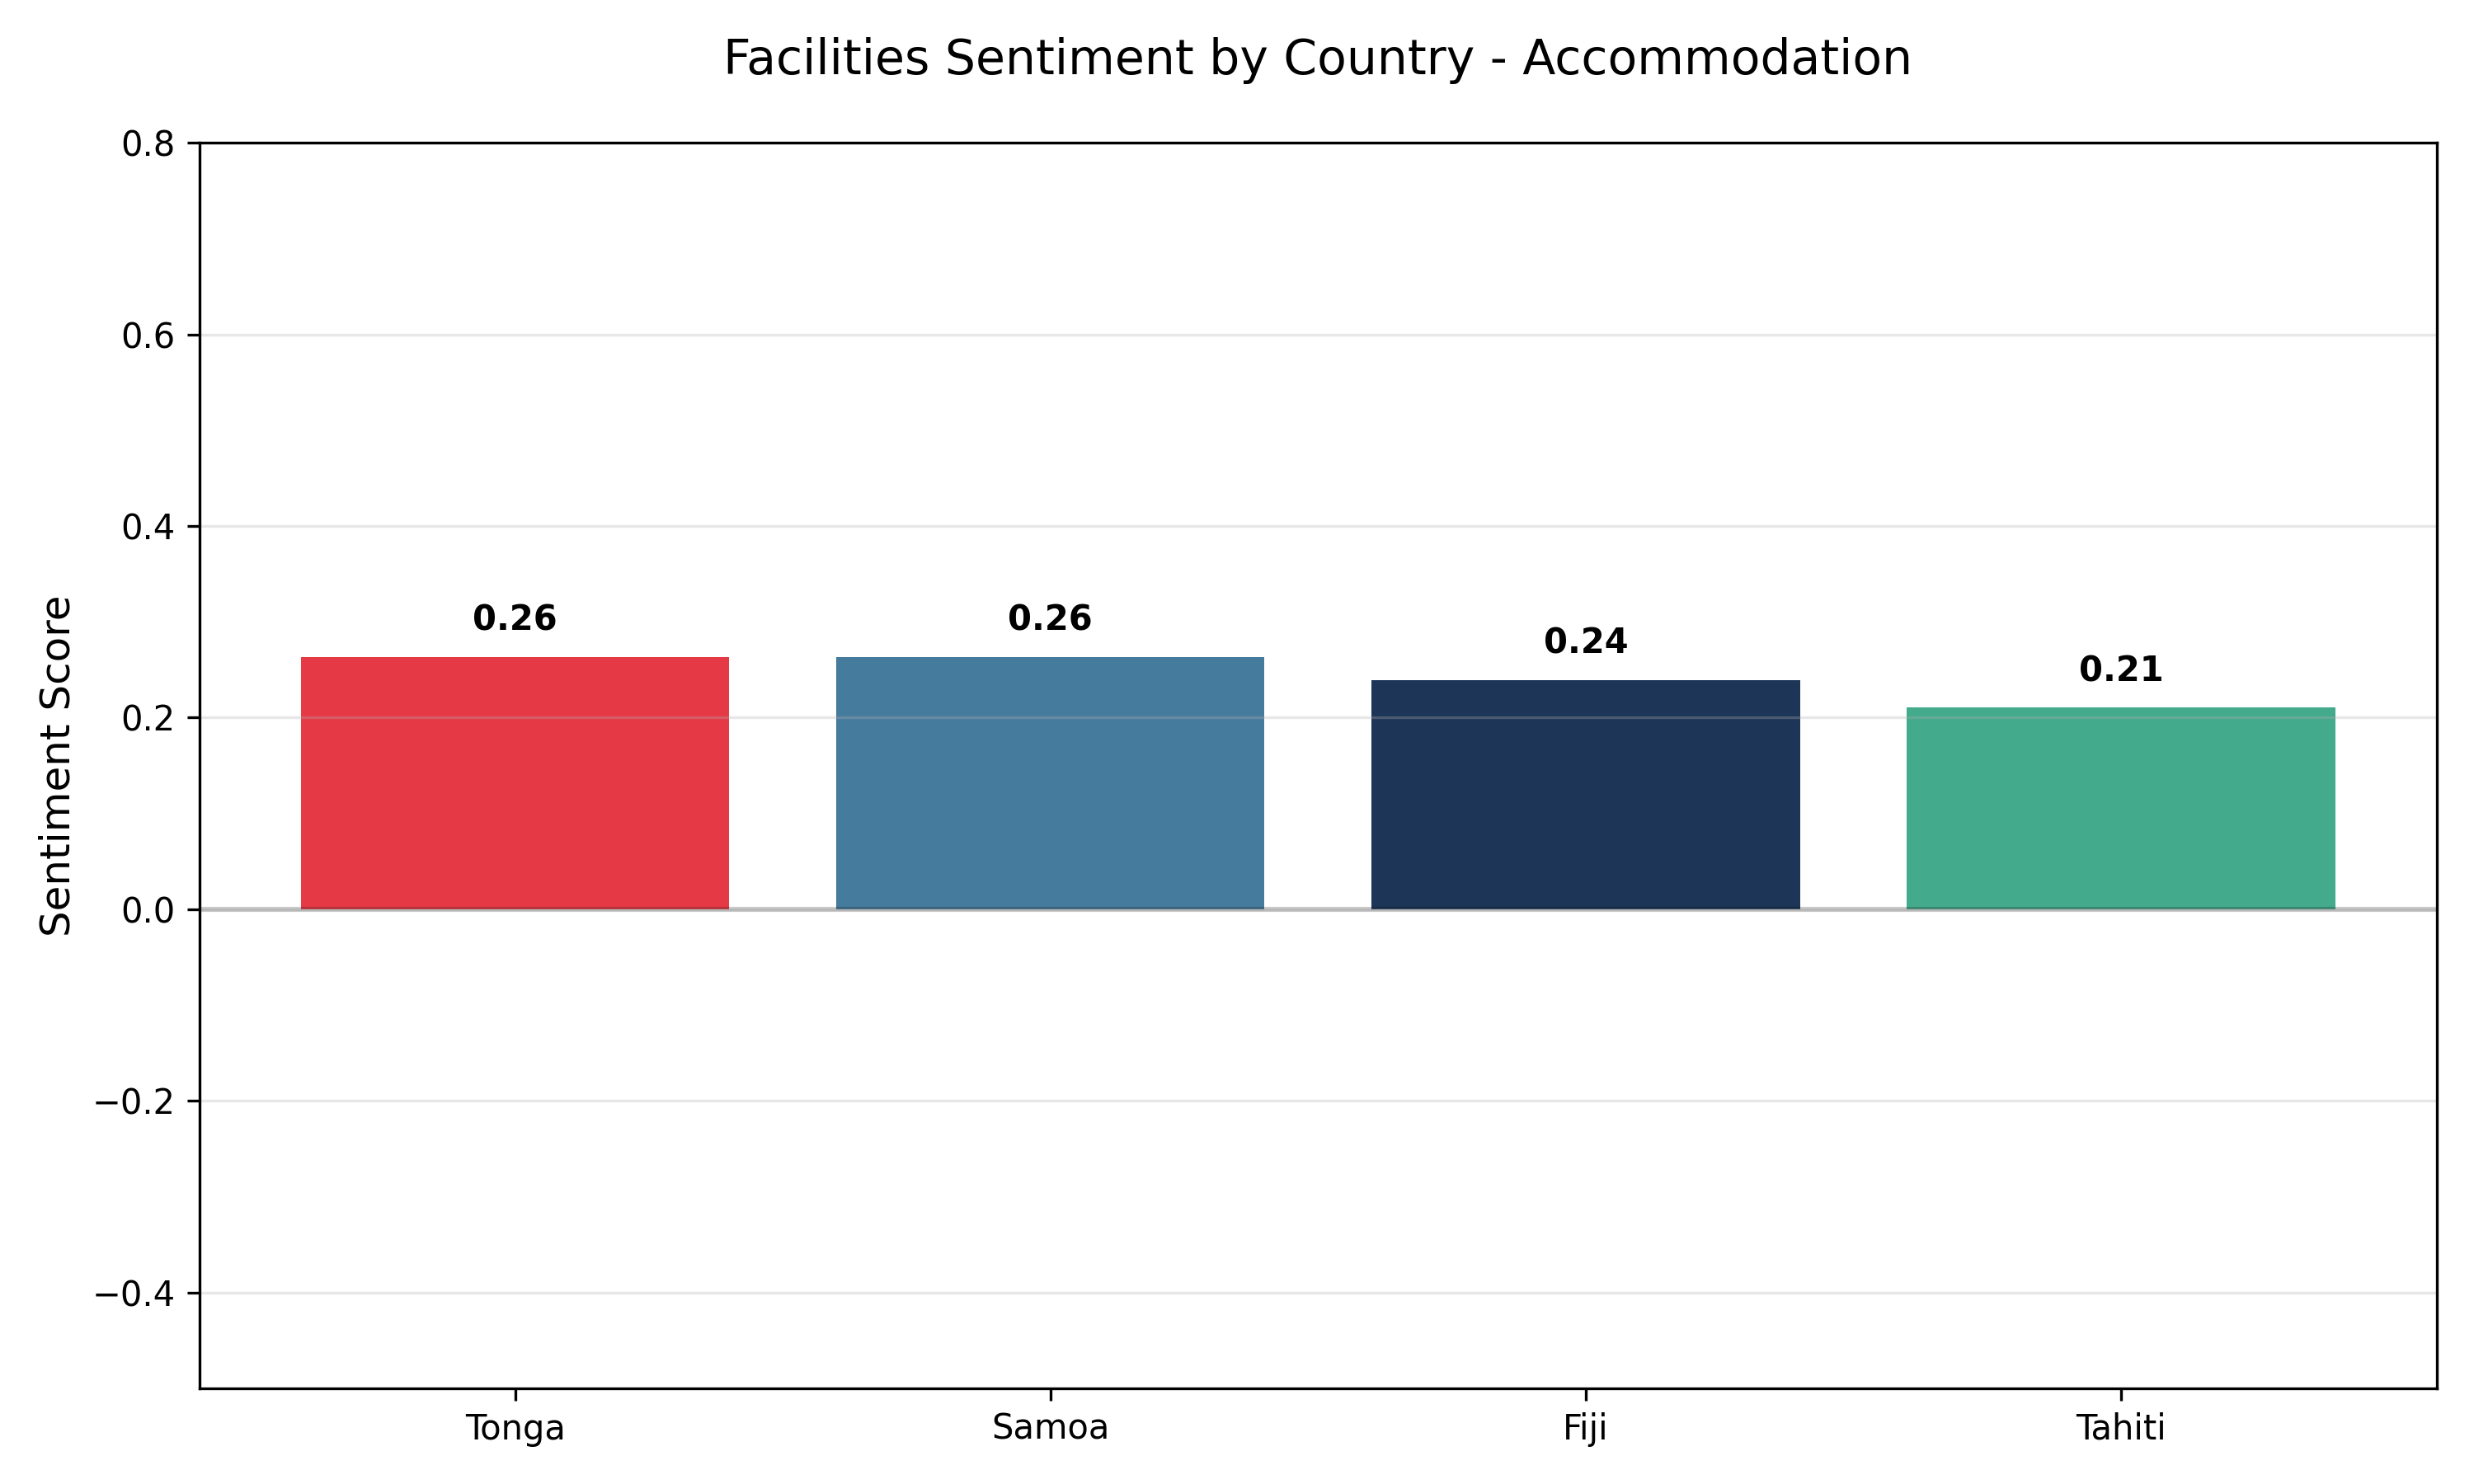 Facilities Sentiment by Country - Accommodation
0.8
0.6
0.4
0.2
0.0
−0.2
−0.4
Sentiment Score
0.26
0.26
0.24
0.21
Tonga
Samoa
Fiji
Tahiti